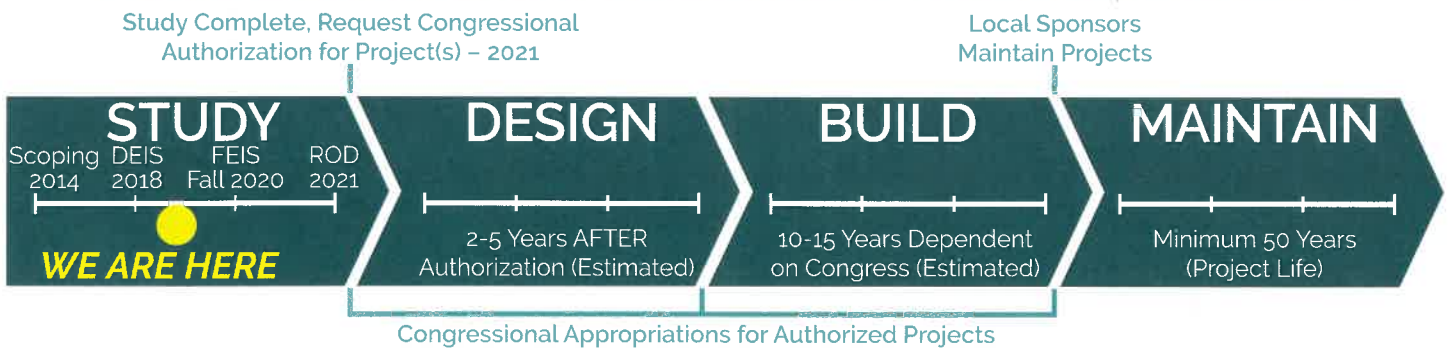 Study Complete, Request Congressional
Authorization for Project(s) – 2021
Local Sponsors
Maintain Projects
STUDY
Scoping DEIS FEIS ROD
2014 2018 Fall 2020 2021
WE ARE HERE
DESIGN
2-5 Years AFTER
Authorization (Estimated)
BUILD
10-15 Years Dependent
on Congress (Estimated)
MAINTAIN
Minimum 50 Years
(Project Life)
Congressional Appropriations for Authorized Projects